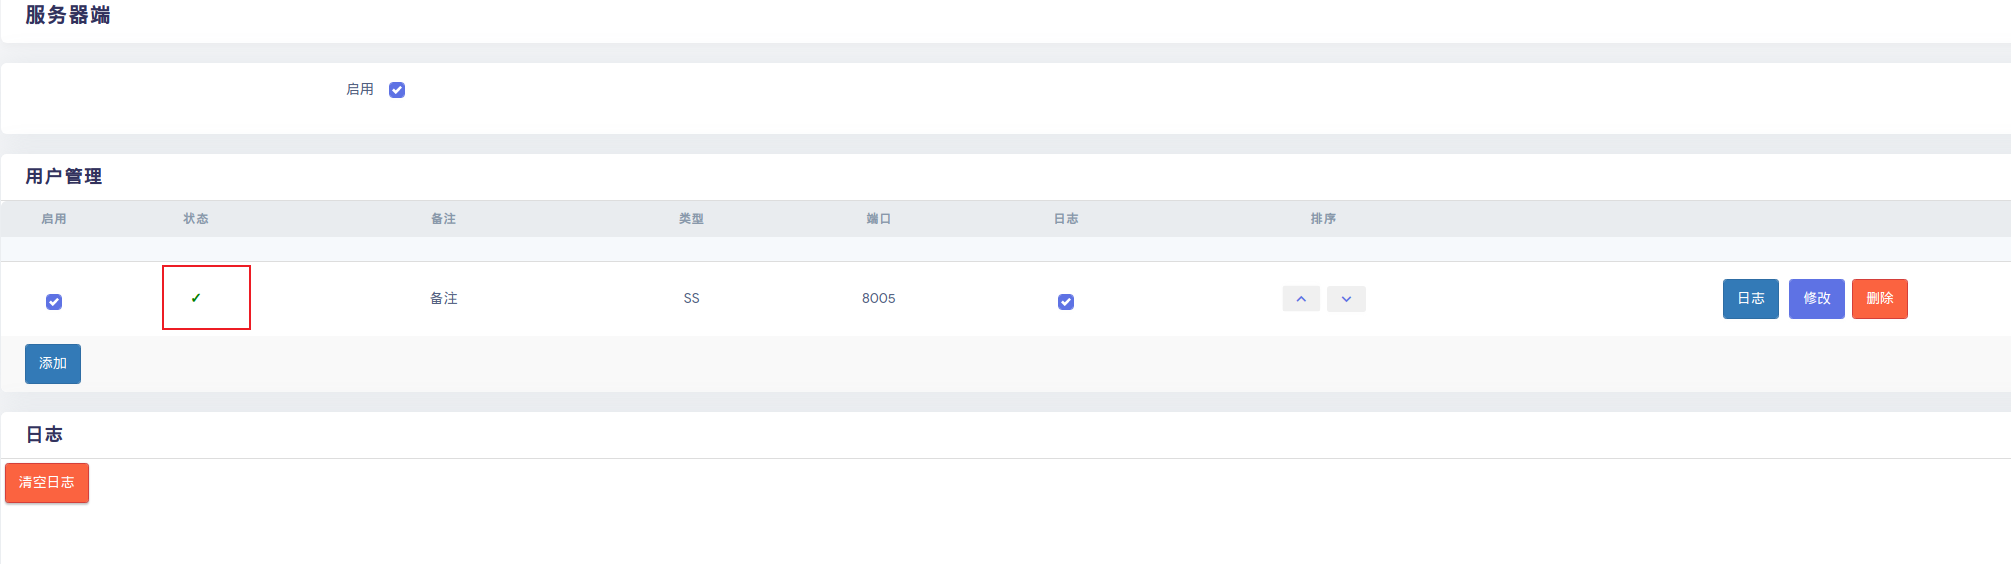 服务器端
启用
用户管理
启用 状态 备注 类型 端口 日志 排序
✓ 备注 SS 8005 日志 修改 删除
添加
日志
清空日志